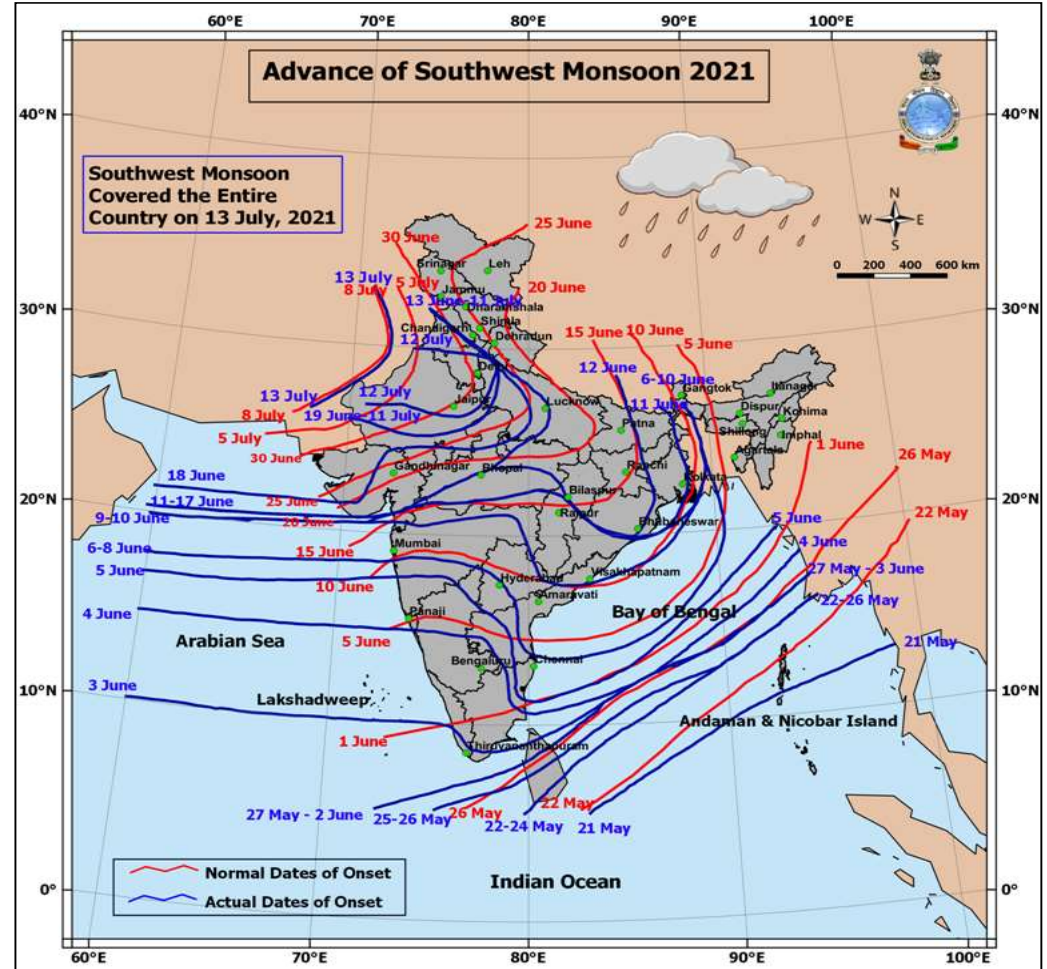 60°E 70°E 80°E 90°E 100°E
Advance of Southwest Monsoon 2021
40°N 40°N
Southwest Monsoon
Covered the Entire
Country on 13 July, 2021
N
W E
S
0 200 400 600 km
25 June
30 June
Srinagar Leh
13 July
8 July
5 July
Jammu
20 June
30°N 30°N
13 June-11 July
Dharamshala
Shimla
Chandigarh
Dehradun
12 July
15 June
10 June
5 June
12 June
6-10 June
Gangtok
Itanagar
11 June
Dispur
Kohima
Shillong
Imphal
Agartala
13 July
12 July
8 July
Jaipur
19 June-11 July
Lucknow
Patna
5 July
30 June
1 June
26 May
18 June
Gandhinagar
Bhopal
Ranchi
Kolkata
20°N 20°N
11-17 June
25 June
Bilaspur
22 May
9-10 June
20 June
Raipur
Bhubaneswar
5 June
6-8 June
Mumbai
15 June
4 June
5 June
10 June
Hyderabad
Visakhapatnam
27 May - 3 June
Amaravati
22-26 May
4 June
Panaji
Bay of Bengal
Arabian Sea
5 June
21 May
Bengaluru
Chennai
3 June
10°N 10°N
Lakshadweep
Andaman & Nicobar Island
1 June
Thiruvananthapuram
27 May - 2 June
25-26 May
26 May
22 May
22-24 May
21 May
Normal Dates of Onset
Actual Dates of Onset
Indian Ocean
0° 0°
60°E 70°E 80°E 90°E 100°E